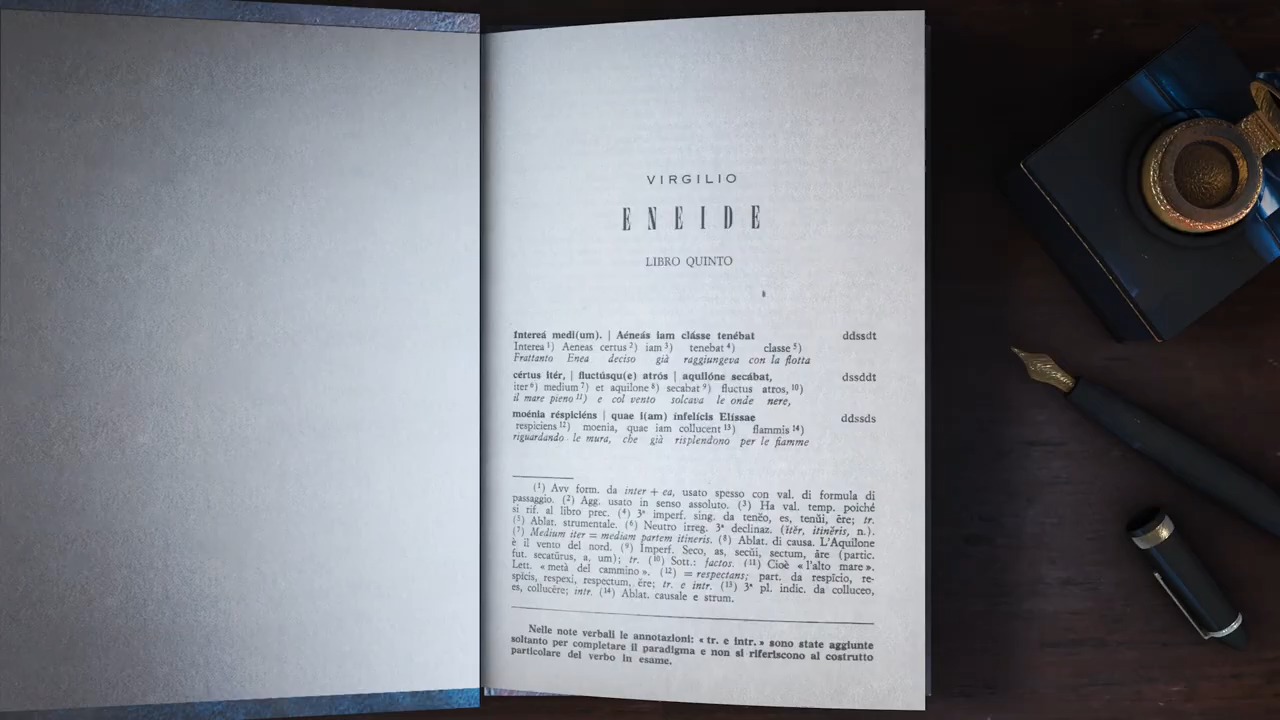 VIRGILIO
ENEIDE
LIBRO QUINTO
Íntereá medi(um). | Aéneás iam clásse tenébat ddssdt
Interea ¹) Aeneas certus ²) iam ³) tenebat ⁴) classe ⁵)
Frattanto Enea deciso già raggiungeva con la flotta
cértus itér, | fluctúsqu(e) atrós | aquilóne secábat, dssddt
iter ⁶) medium ⁷) et aquilone ⁸) secabat ⁹) fluctus atros, ¹⁰)
il mare pieno ¹¹) e col vento solcava le onde nere,
moénia réspiciéns | quae i(am) ínfelícis Elíssae ddssds
respiciens ¹²) moenia, quae iam collucent ¹³) flammis ¹⁴)
riguardando le mura, che già risplendono per le fiamme
(¹) Avv form. da inter + ea, usato spesso con val. di formula di
passaggio. (²) Agg. usato in senso assoluto. (³) Ha val. temp. poiché
si rif. al libro prec. (⁴) 3ª imperf. sing. da tenĕo, es, tenŭi, ēre; tr.
(⁵) Ablat. strumentale. (⁶) Neutro irreg. 3ª declinaz. (itĕr, itinĕris, n.).
(⁷) Medium iter = mediam partem itineris. (⁸) Ablat. di causa. L'Aquilone
è il vento del nord. (⁹) Imperf. Seco, as, secŭi, sectum, āre (partic.
fut. secatūrus, a, um); tr. (¹⁰) Sott.: factos. (¹¹) Cioè « l'alto mare ».
Lett. « metà del cammino ». (¹²) = respectans; part. da respĭcio, re-
spĭcis, respexi, respectum, ĕre; tr. e intr. (¹³) 3ª pl. indic. da colluceo,
es, collucēre; intr. (¹⁴) Ablat. causale e strum.
Nelle note verbali le annotazioni: « tr. e intr. » sono state aggiunte
soltanto per completare il paradigma e non si riferiscono al costrutto
particolare del verbo in esame.